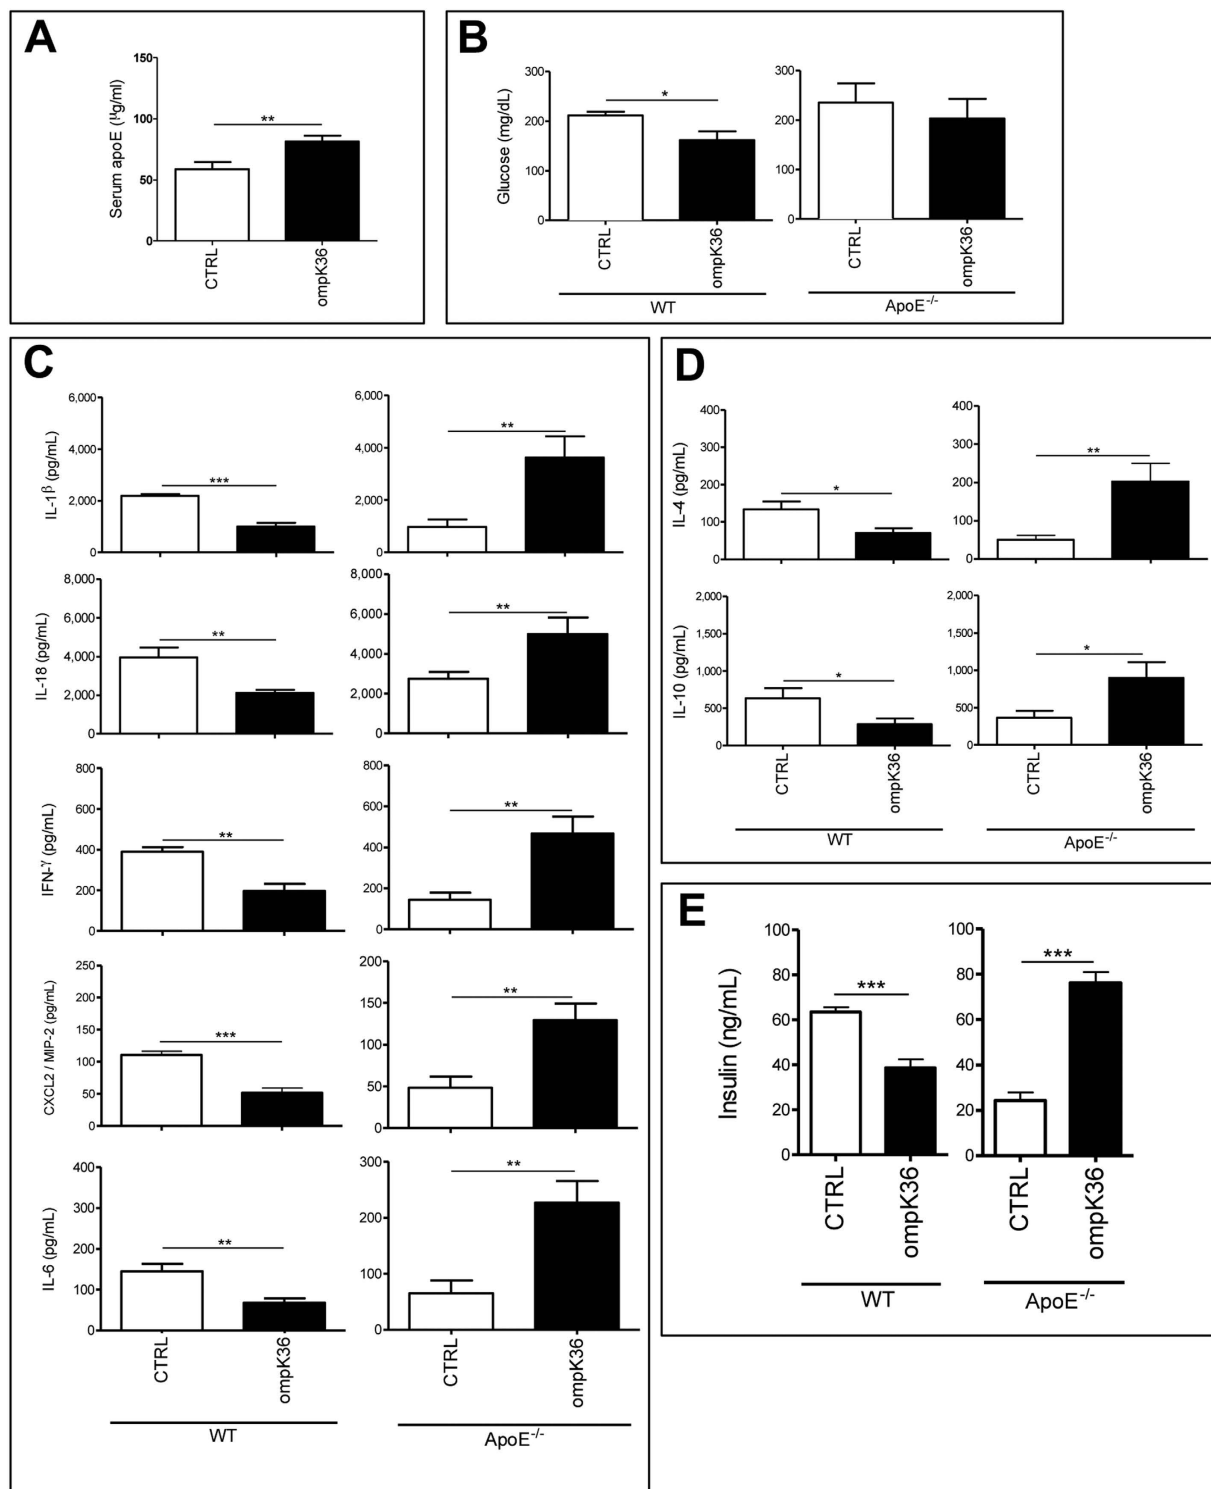 A
Serum apoE (µg/ml)
150
100
50
0
**
CTRL
ompK36
B
Glucose (mg/dL)
300
200
100
0
*
CTRL
ompK36
WT
300
200
100
0
CTRL
ompK36
ApoE-/-
C
IL-1β (pg/mL)
6,000
4,000
2,000
0
***
6,000
4,000
2,000
0
**
IL-18 (pg/mL)
8,000
6,000
4,000
2,000
0
**
8,000
6,000
4,000
2,000
0
**
IFN-γ (pg/mL)
800
600
400
200
0
**
800
600
400
200
0
**
CXCL2 / MIP-2 (pg/mL)
250
200
150
100
50
0
***
200
150
100
50
0
**
IL-6 (pg/mL)
400
300
200
100
0
**
300
200
100
0
**
CTRL
ompK36
WT
CTRL
ompK36
ApoE-/-
D
IL-4 (pg/mL)
400
300
200
100
0
*
400
300
200
100
0
**
IL-10 (pg/mL)
2,000
1,500
1,000
500
0
*
2,000
1,500
1,000
500
0
*
CTRL
ompK36
WT
CTRL
ompK36
ApoE-/-
E
Insulin (ng/mL)
100
80
60
40
20
0
***
CTRL
ompK36
WT
100
80
60
40
20
0
***
CTRL
ompK36
ApoE-/-